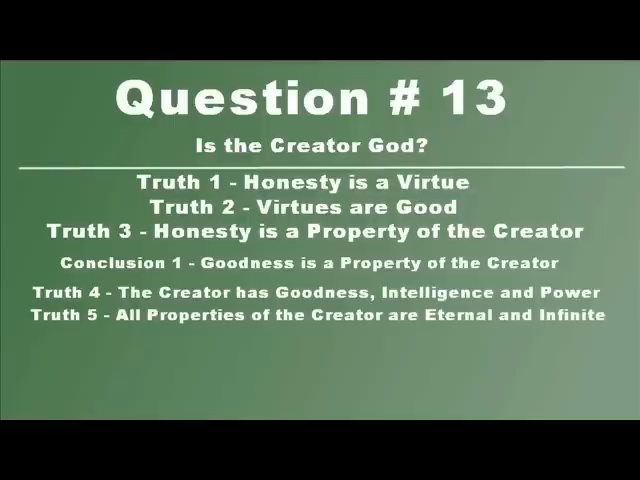 Question # 13
Is the Creator God?
Truth 1 - Honesty is a Virtue
Truth 2 - Virtues are Good
Truth 3 - Honesty is a Property of the Creator
Conclusion 1 - Goodness is a Property of the Creator
Truth 4 - The Creator has Goodness, Intelligence and Power
Truth 5 - All Properties of the Creator are Eternal and Infinite